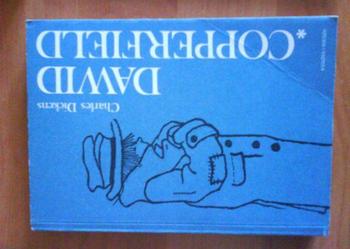 Charles Dickens
DAWID
*COPPERFIELD